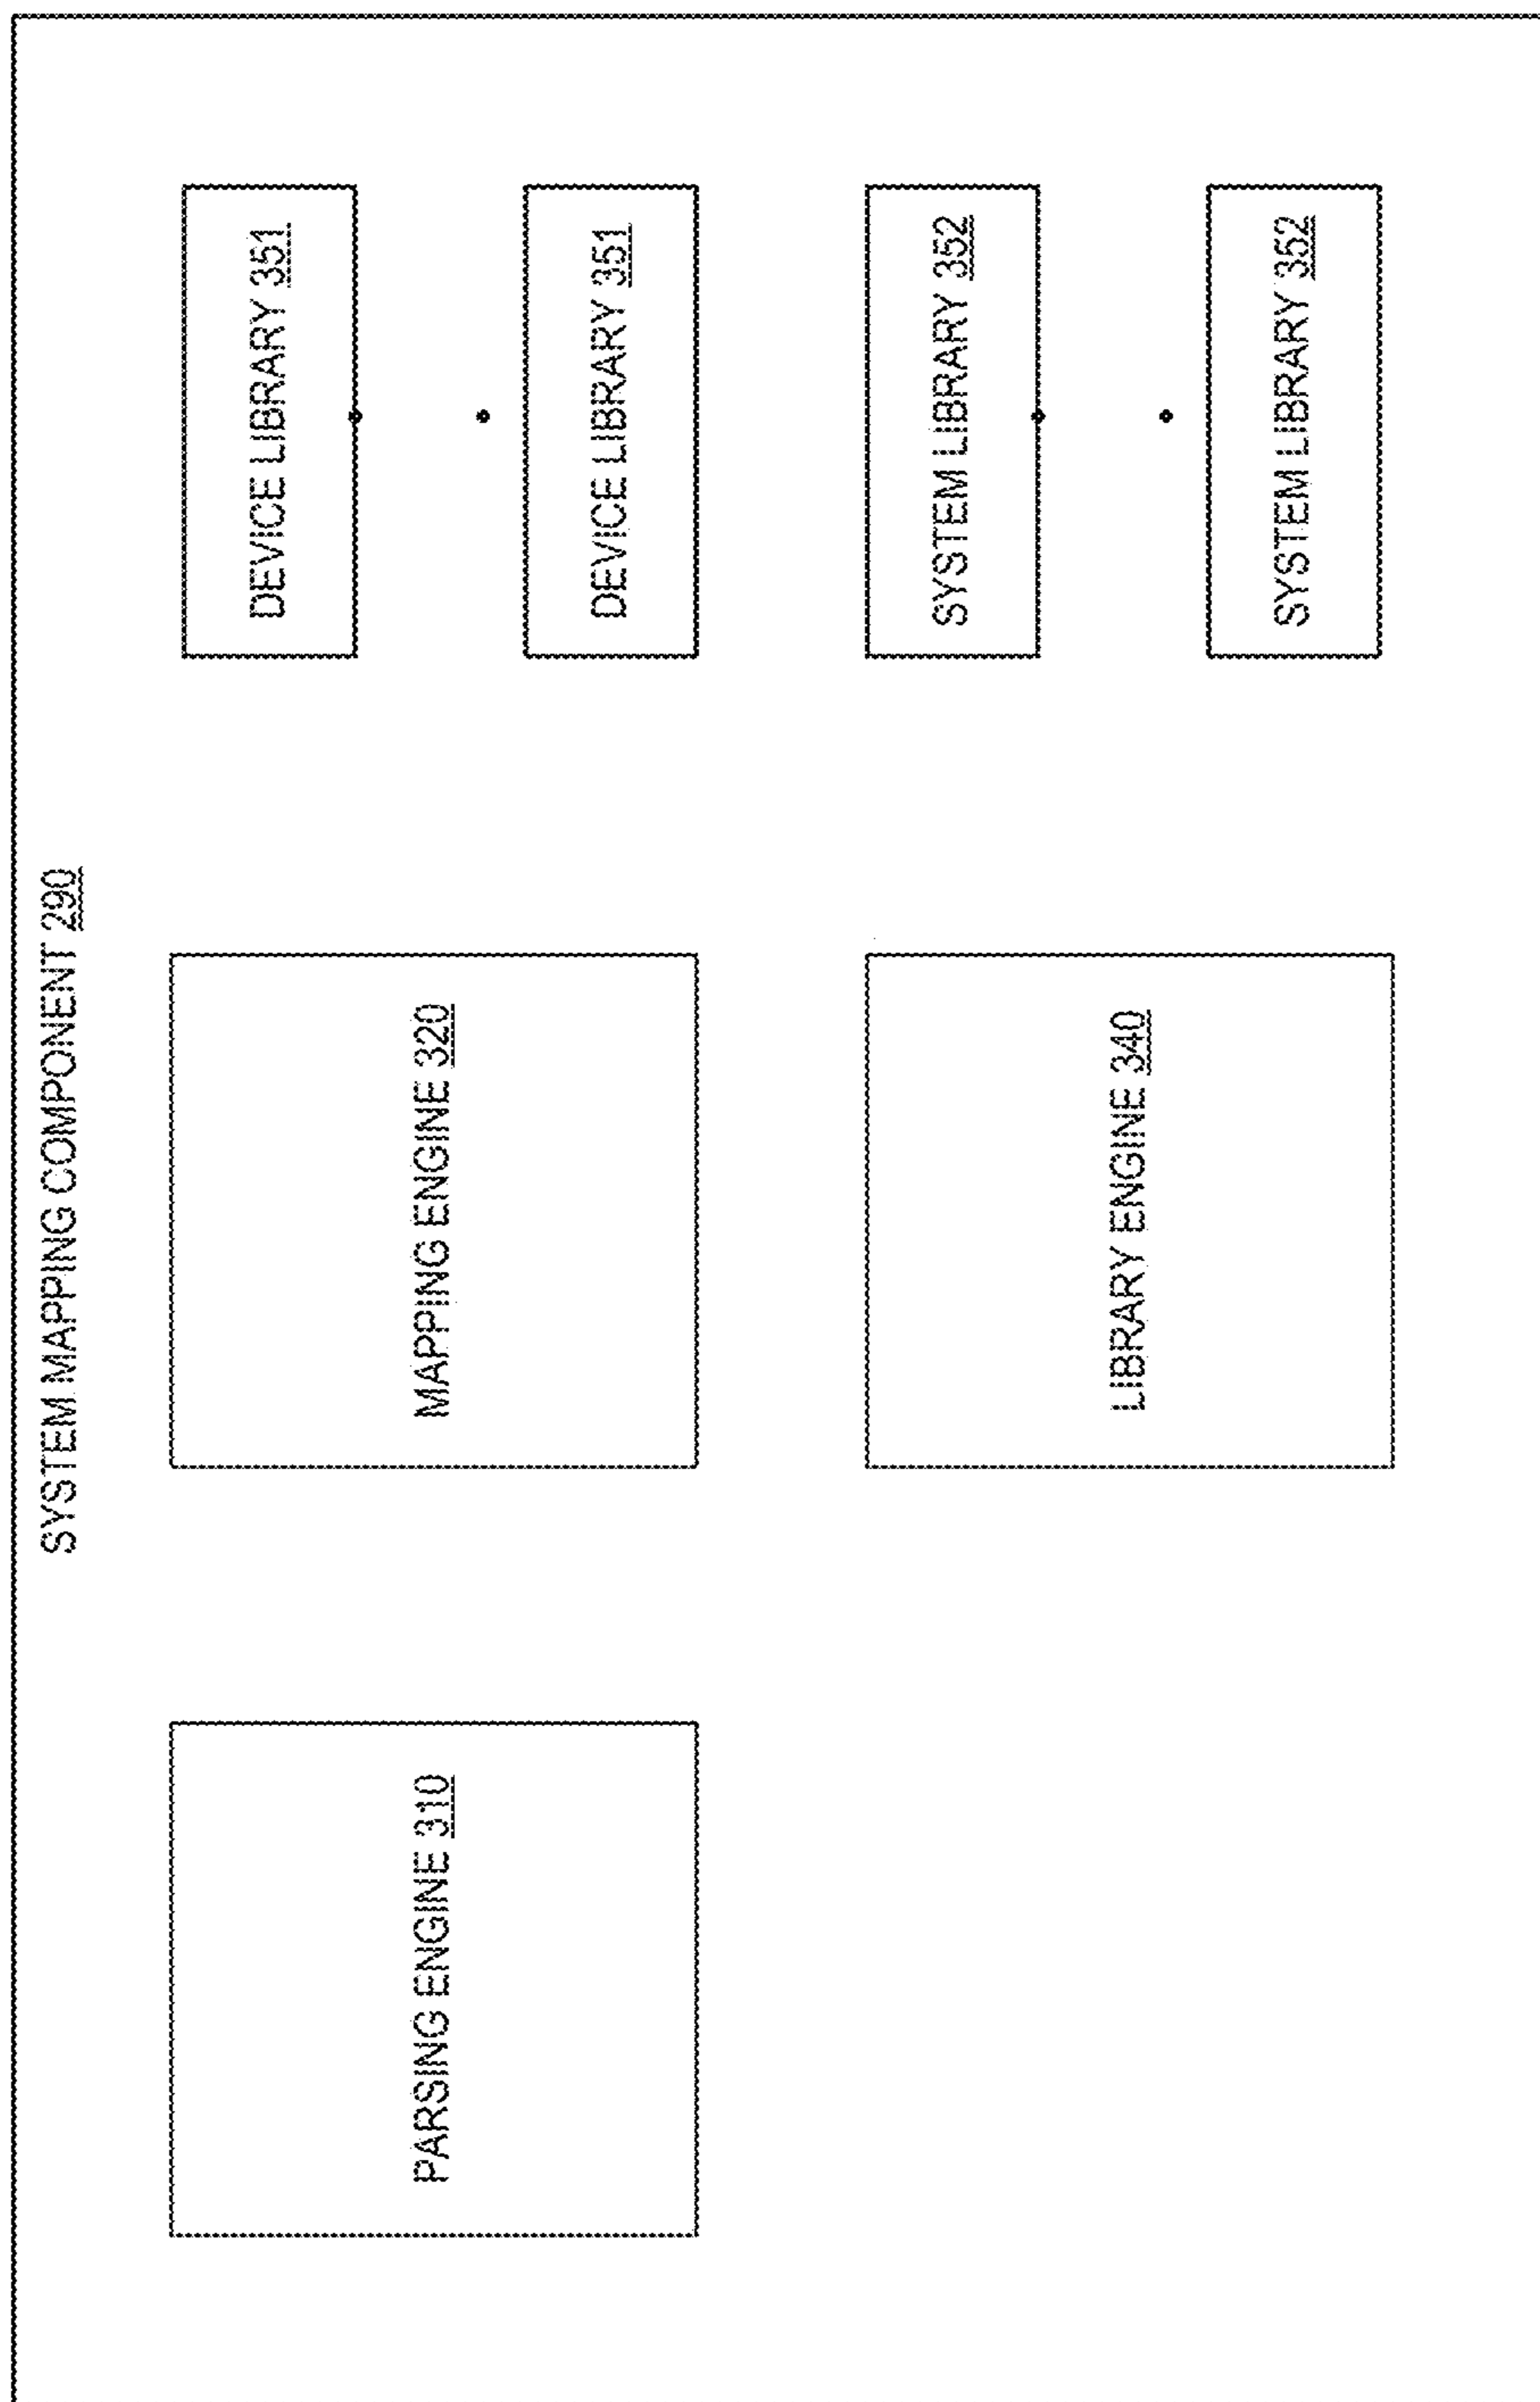 SYSTEM MAPPING COMPONENT 290
PARSING ENGINE 310
MAPPING ENGINE 320
DEVICE LIBRARY 351
DEVICE LIBRARY 351
LIBRARY ENGINE 340
SYSTEM LIBRARY 352
SYSTEM LIBRARY 352